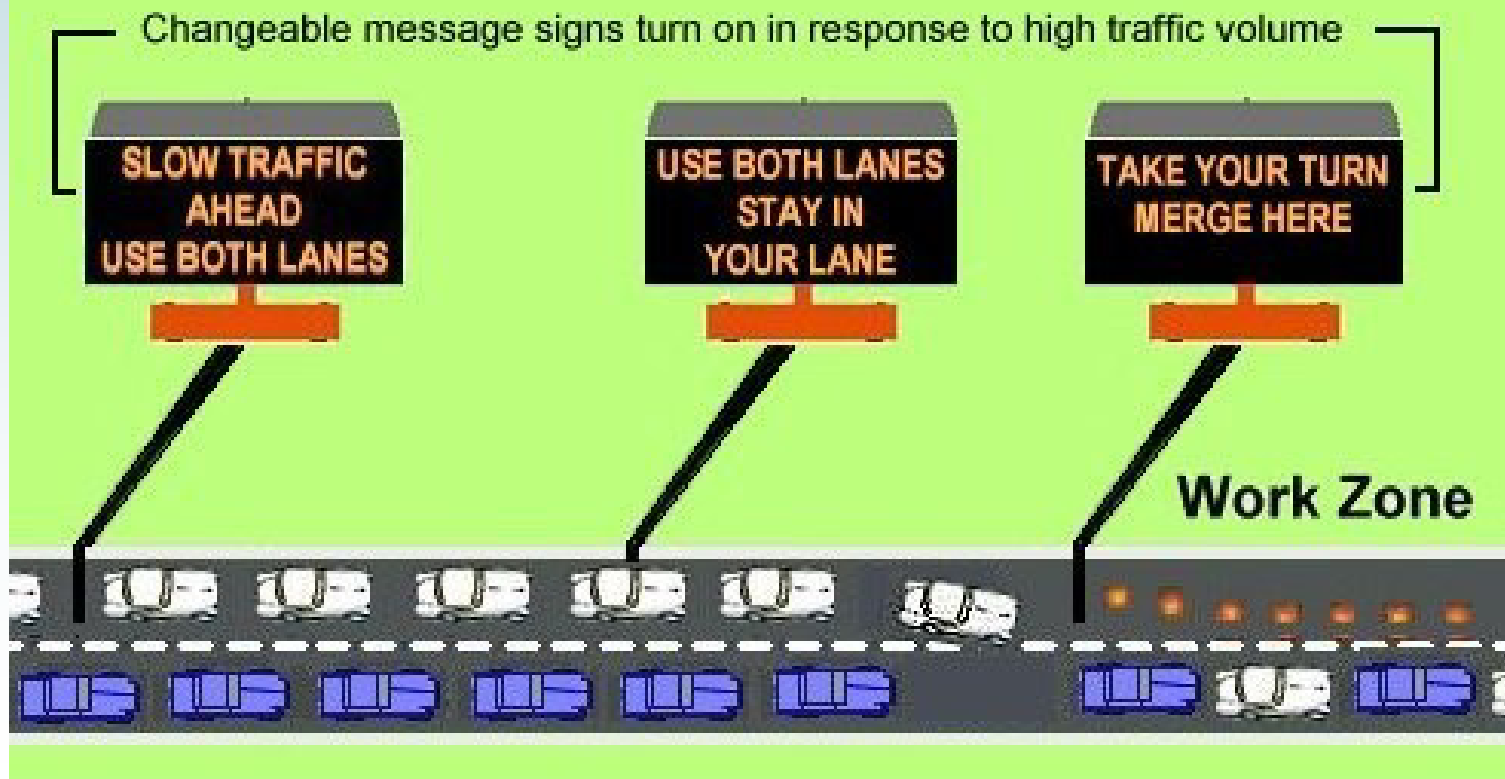 Changeable message signs turn on in response to high traffic volume
SLOW TRAFFIC
AHEAD
USE BOTH LANES
USE BOTH LANES
STAY IN
YOUR LANE
TAKE YOUR TURN
MERGE HERE
Work Zone